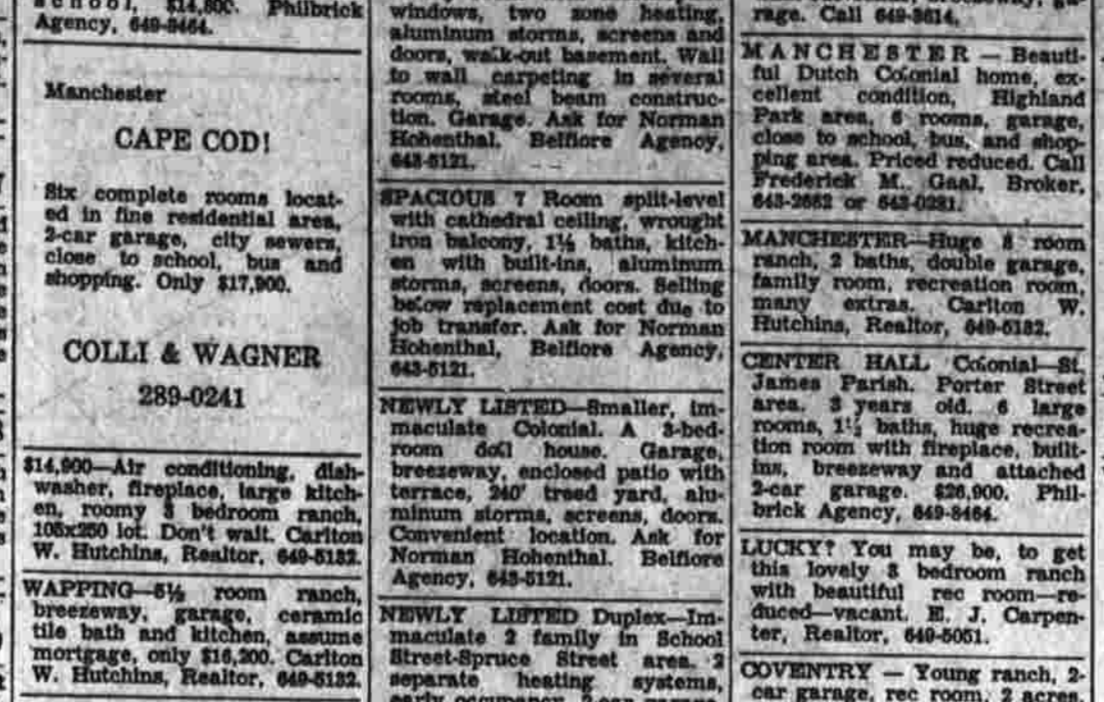 school, $14,800. Philbrick
Agency, 649-8464.
Manchester
CAPE COD!
Six complete rooms locat-
ed in fine residential area,
2-car garage, city sewers,
close to school, bus and
shopping. Only $17,900.
COLLI & WAGNER
289-0241
$14,900—Air conditioning, dish-
washer, fireplace, large kitch-
en, roomy 3 bedroom ranch,
105x250 lot. Don't wait. Carlton
W. Hutchins, Realtor, 649-5132.
WAPPING—5½ room ranch,
breezeway, garage, ceramic
tile bath and kitchen, assume
mortgage, only $16,200. Carlton
W. Hutchins, Realtor, 649-5132.
windows, two zone heating,
aluminum storms, screens and
doors, walk-out basement. Wall
to wall carpeting in several
rooms, steel beam construc-
tion. Garage. Ask for Norman
Hohenthal. Belfiore Agency,
643-5121.
SPACIOUS 7 Room split-level
with cathedral ceiling, wrought
iron balcony, 1½ baths, kitch-
en with built-ins, aluminum
storms, screens, doors. Selling
below replacement cost due to
job transfer. Ask for Norman
Hohenthal, Belfiore Agency,
643-5121.
NEWLY LISTED—Smaller, im-
maculate Colonial. A 3-bed-
room doll house. Garage,
breezeway, enclosed patio with
terrace, 240' treed yard, alu-
minum storms, screens, doors.
Convenient location. Ask for
Norman Hohenthal. Belfiore
Agency, 643-5121.
NEWLY LISTED Duplex—Im-
maculate 2 family in School
Street-Spruce Street area. 2
separate heating systems,
early occupancy, 2-car garage,
rage. Call 649-3614.
MANCHESTER — Beauti-
ful Dutch Colonial home, ex-
cellent condition, Highland
Park area, 6 rooms, garage,
close to school, bus, and shop-
ping area. Priced reduced. Call
Frederick M. Gaal, Broker,
643-2682 or 643-0281.
MANCHESTER—Huge 8 room
ranch, 2 baths, double garage,
family room, recreation room,
many extras. Carlton W.
Hutchins, Realtor, 649-5132.
CENTER HALL Colonial—St.
James Parish. Porter Street
area. 3 years old. 6 large
rooms, 1½ baths, huge recrea-
tion room with fireplace, built-
ins, breezeway and attached
2-car garage. $26,900. Phil-
brick Agency, 649-8464.
LUCKY? You may be, to get
this lovely 3 bedroom ranch
with beautiful rec room—re-
duced—vacant. E. J. Carpen-
ter, Realtor, 649-5051.
COVENTRY — Young ranch, 2-
car garage, rec room, 2 acres,